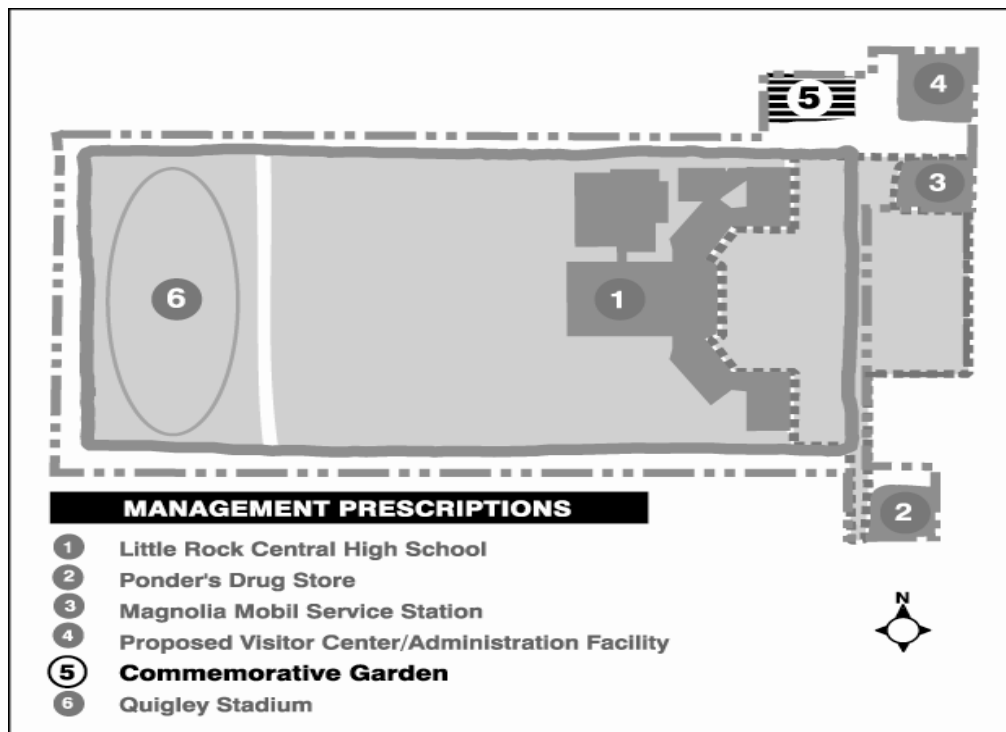 5
4
3
6
1
2
MANAGEMENT PRESCRIPTIONS
1 Little Rock Central High School
2 Ponder's Drug Store
3 Magnolia Mobil Service Station
4 Proposed Visitor Center/Administration Facility
5 Commemorative Garden
6 Quigley Stadium
N